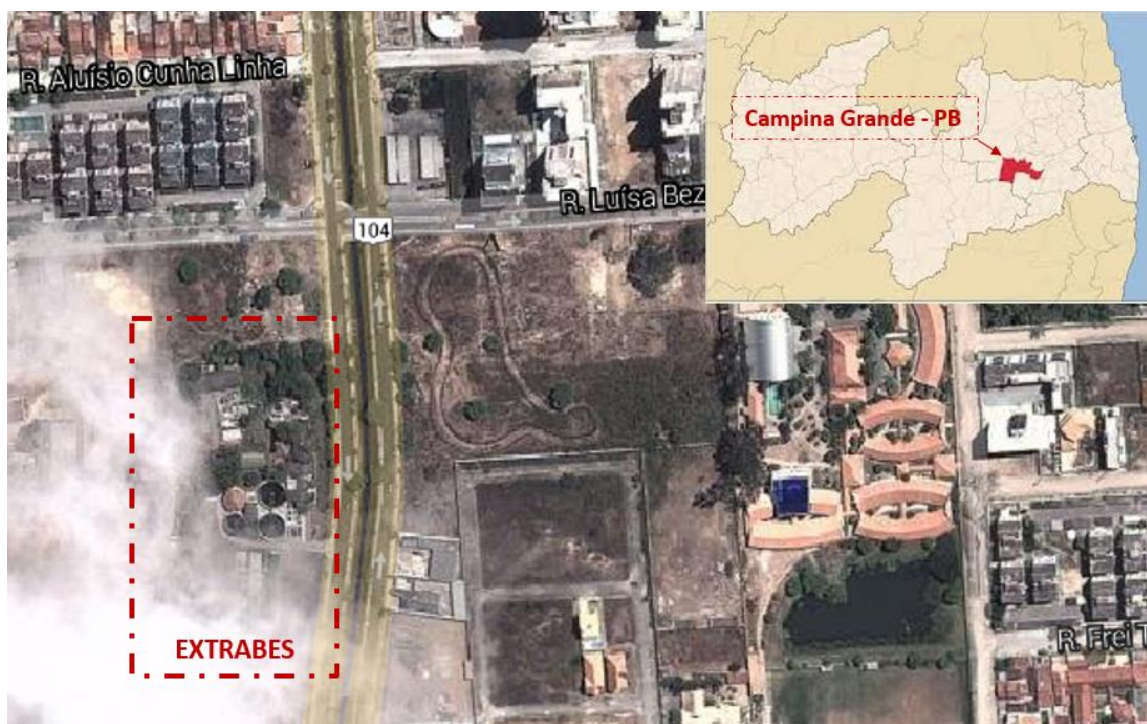 R. Aluísio Cunha Linha
Campina Grande - PB
R. Luísa Bez
104
EXTRABES
R. Frei T